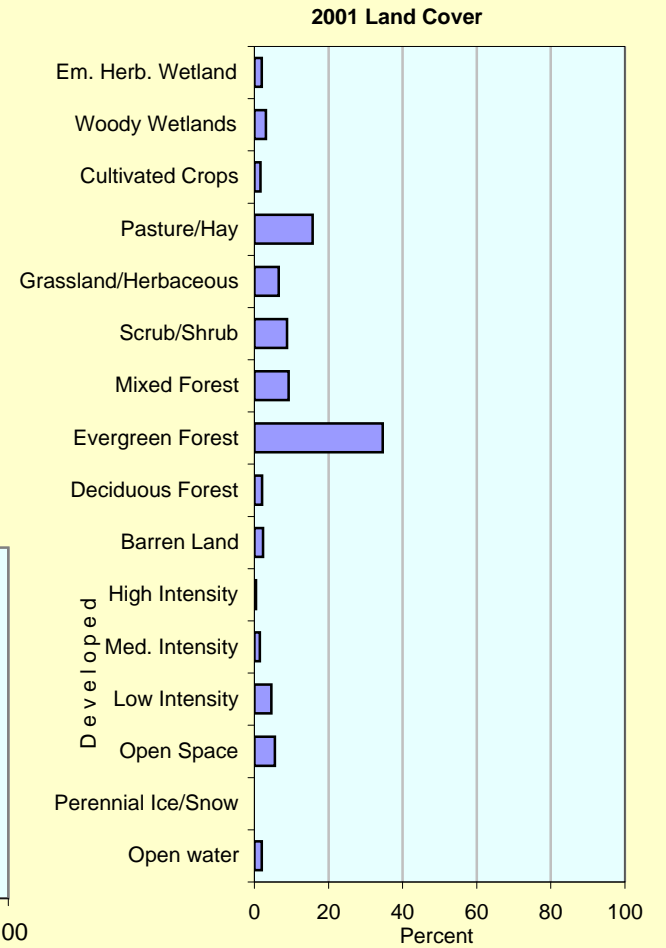 2001 Land Cover
Em. Herb. Wetland
Woody Wetlands
Cultivated Crops
Pasture/Hay
Grassland/Herbaceous
Scrub/Shrub
Mixed Forest
Evergreen Forest
Deciduous Forest
Barren Land
Developed
High Intensity
Med. Intensity
Low Intensity
Open Space
Perennial Ice/Snow
Open water
0 20 40 60 80 100
Percent
00